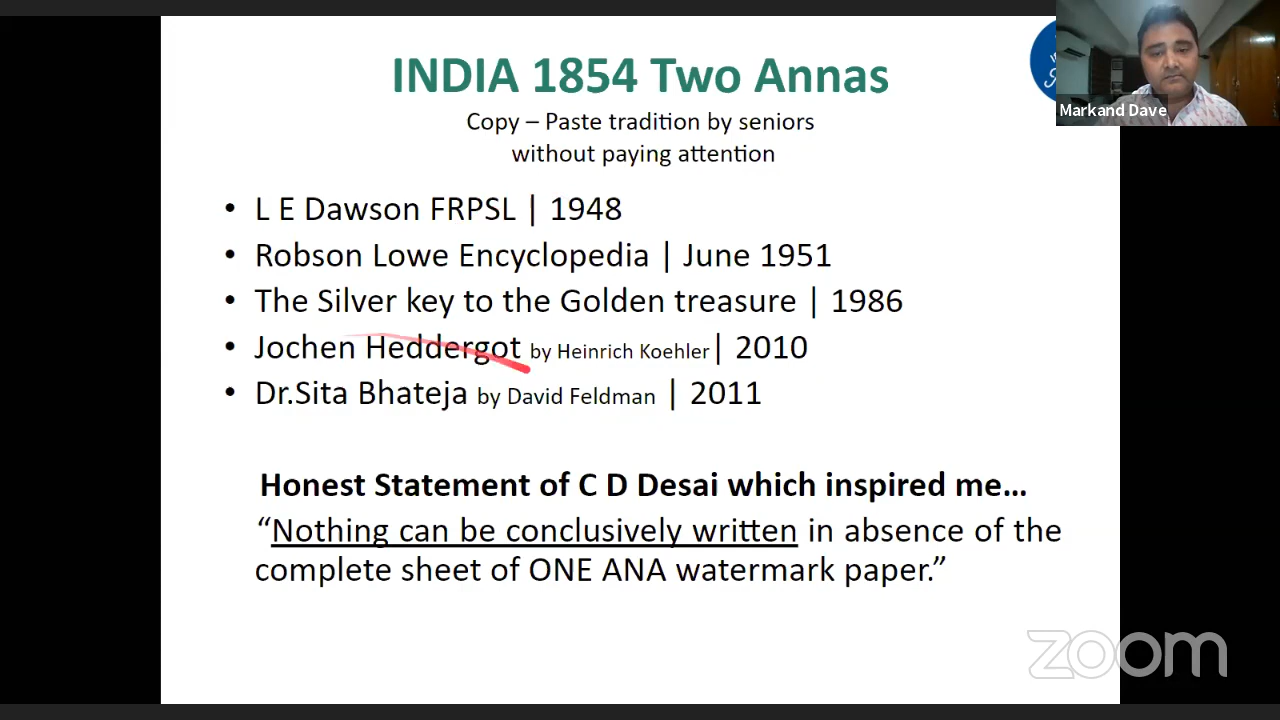 INDIA 1854 Two Annas
Copy – Paste tradition by seniors
without paying attention
• L E Dawson FRPSL | 1948
• Robson Lowe Encyclopedia | June 1951
• The Silver key to the Golden treasure | 1986
• Jochen Heddergot by Heinrich Koehler| 2010
• Dr.Sita Bhateja by David Feldman | 2011
Honest Statement of C D Desai which inspired me…
“Nothing can be conclusively written in absence of the
complete sheet of ONE ANA watermark paper.”
Markand Dave
zoom